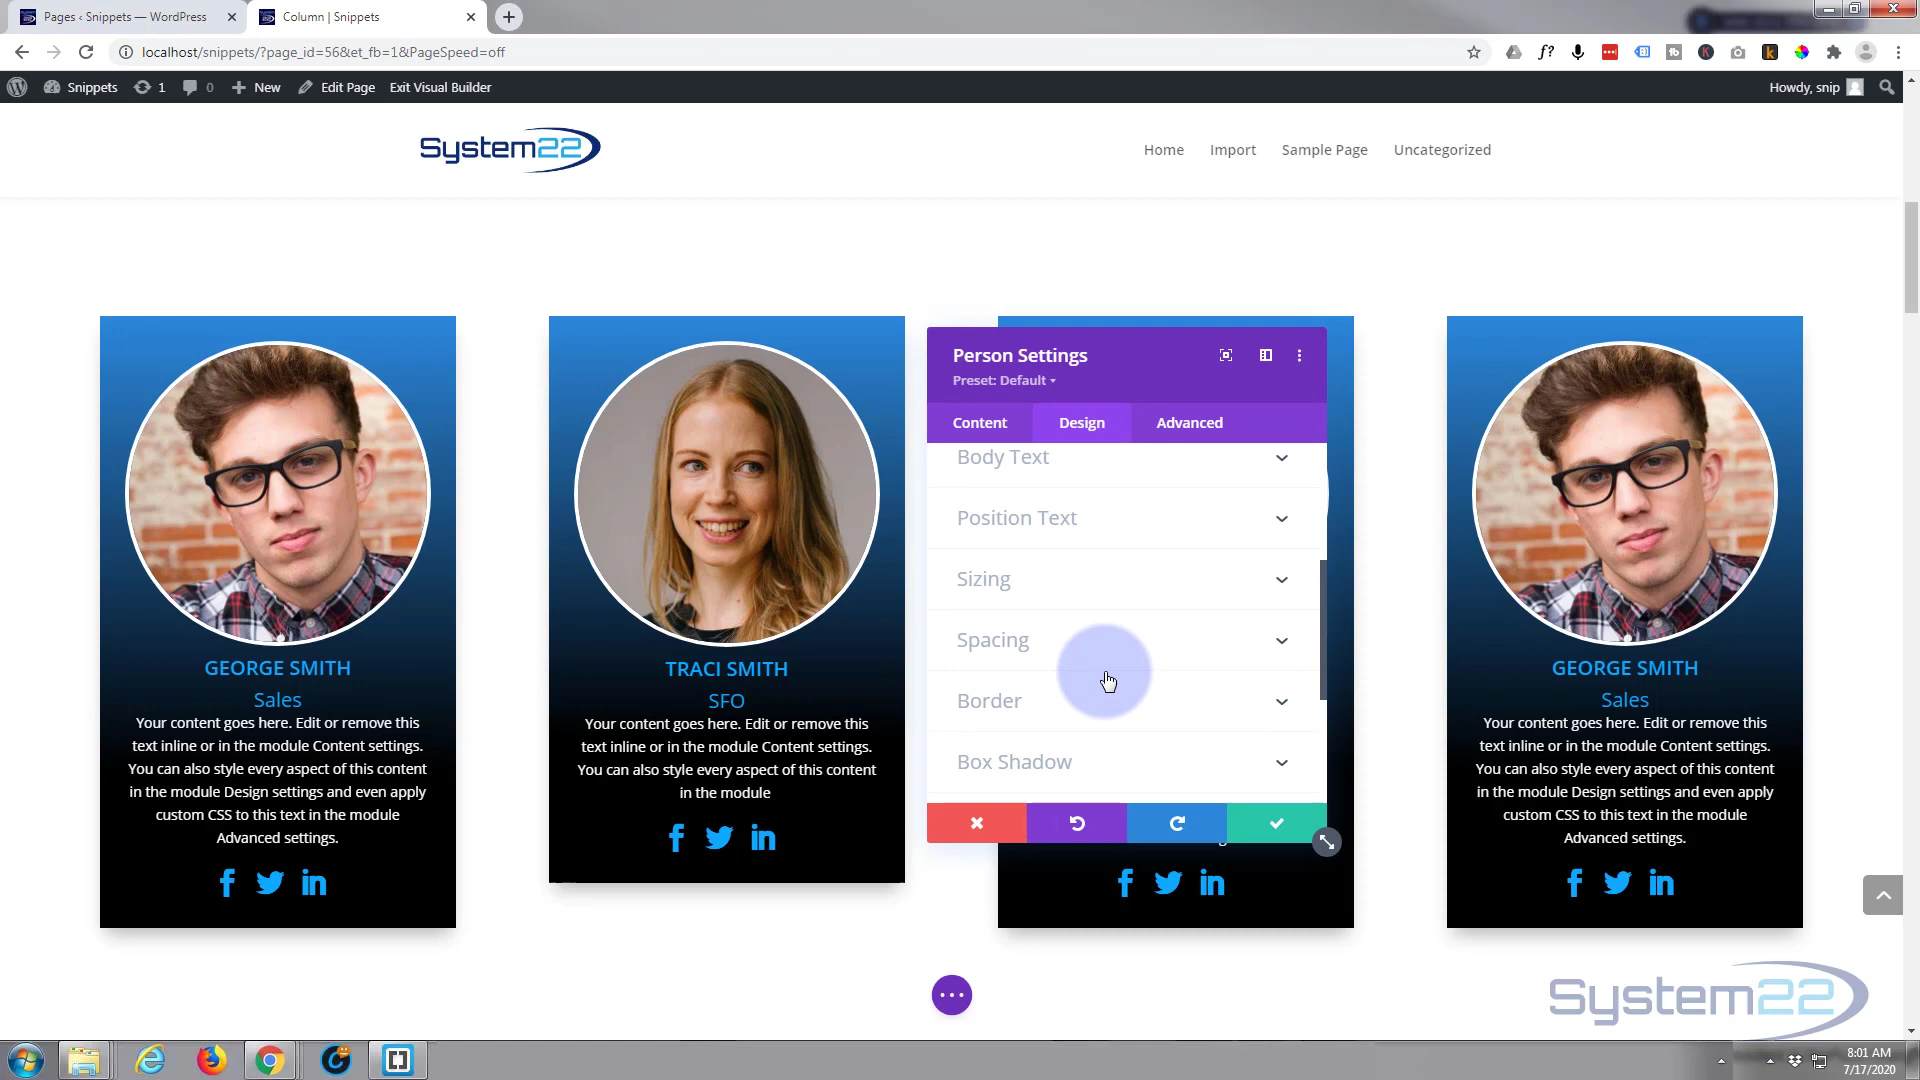 Pages ‹ Snippets — WordPress
Column | Snippets
localhost/snippets/?page_id=56&et_fb=1&PageSpeed=off
Snippets 1 0 New Edit Page Exit Visual Builder
Howdy, snip
System22
Home Import Sample Page Uncategorized
Person Settings
Preset: Default
Content Design Advanced
Body Text
Position Text
Sizing
Spacing
Border
Box Shadow
GEORGE SMITH
Sales
Your content goes here. Edit or remove this
text inline or in the module Content settings.
You can also style every aspect of this content
in the module Design settings and even apply
custom CSS to this text in the module
Advanced settings.
TRACI SMITH
SFO
Your content goes here. Edit or remove this
text inline or in the module Content settings.
You can also style every aspect of this content
in the module
GEORGE SMITH
Sales
Your content goes here. Edit or remove this
text inline or in the module Content settings.
You can also style every aspect of this content
in the module Design settings and even apply
custom CSS to this text in the module
Advanced settings.
System22
8:01 AM
7/17/2020